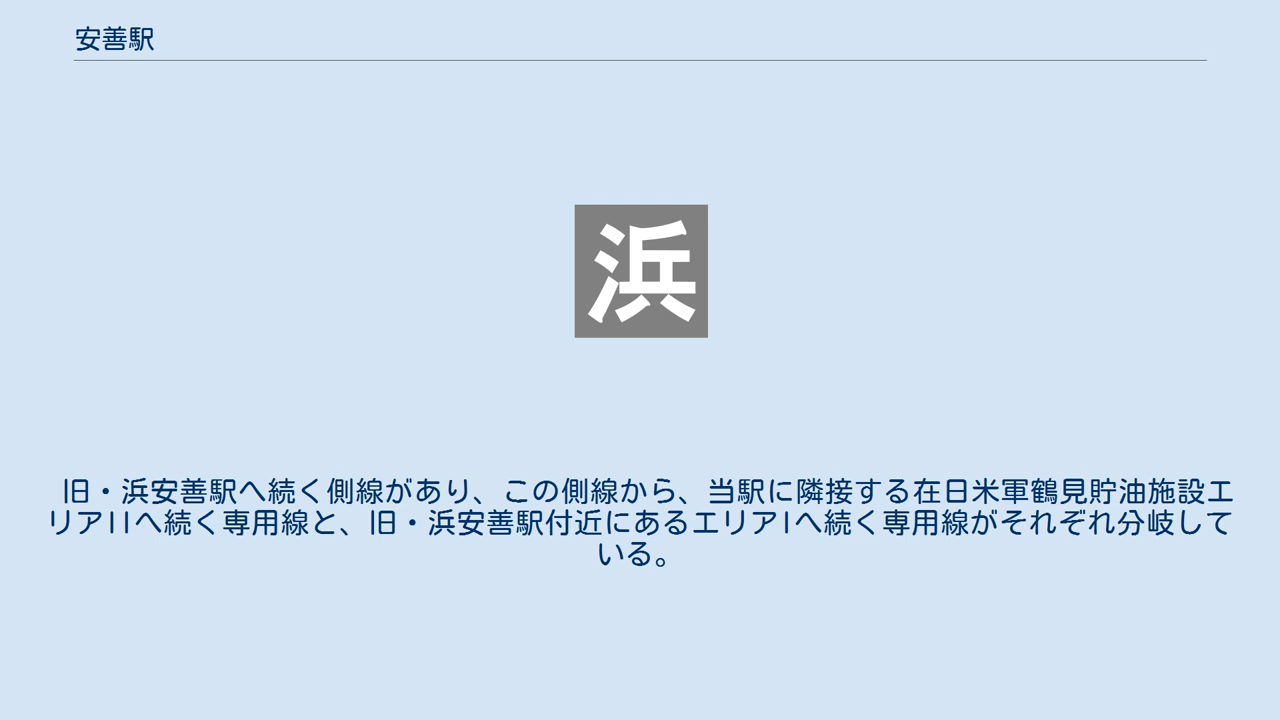 安善駅
浜
旧・浜安善駅へ続く側線があり、この側線から、当駅に隣接する在日米軍鶴見貯油施設エ
リアIIへ続く専用線と、旧・浜安善駅付近にあるエリアIへ続く専用線がそれぞれ分岐して
いる。